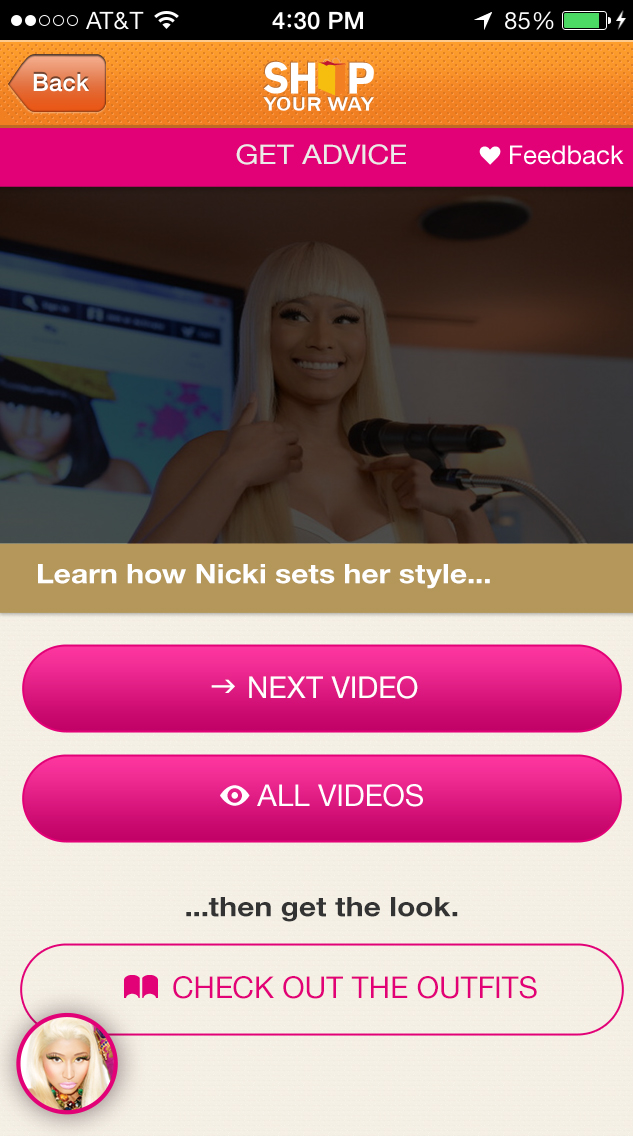 AT&T 4:30 PM 85%
Back
SHOP
YOUR WAY
GET ADVICE
Feedback
Learn how Nicki sets her style...
→ NEXT VIDEO
ALL VIDEOS
...then get the look.
CHECK OUT THE OUTFITS